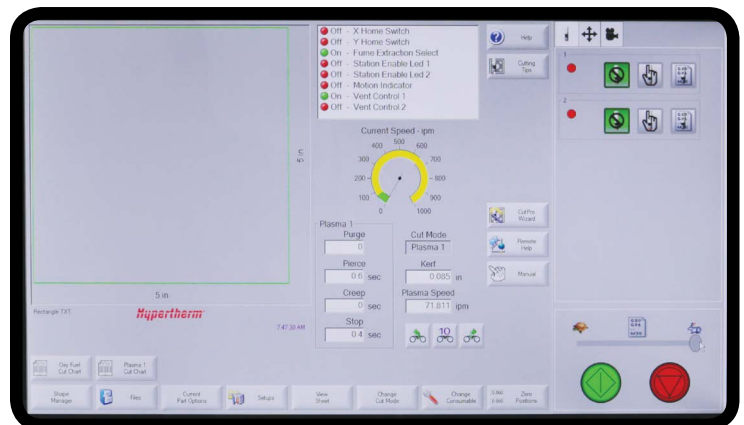 Off - X Home Switch
Off - Y Home Switch
On - Fume Extraction Select
Off - Station Enable Led 1
Off - Station Enable Led 2
Off - Motion Indicator
On - Vent Control 1
Off - Vent Control 2
Help
Cutting Tips
1
2
Current Speed - ipm
500
400 600
300 700
200 800
100 900
0 1000
5 in
5 in
Plasma 1
Purge
0
Pierce
0.6 sec
Creep
0 sec
Stop
0.4 sec
Cut Mode
Plasma 1
Kerf
0.085 in
Plasma Speed
71.811 ipm
10
CutPro Wizard
Remote Help
Manual
Rectangle.TXT
Hypertherm
7:47:30 AM
Oxy Fuel Cut Chart
Plasma 1 Cut Chart
Shape Manager
Files
Current Part Options
Setups
View Sheet
Change Cut Mode
Change Consumable
Zero Positions